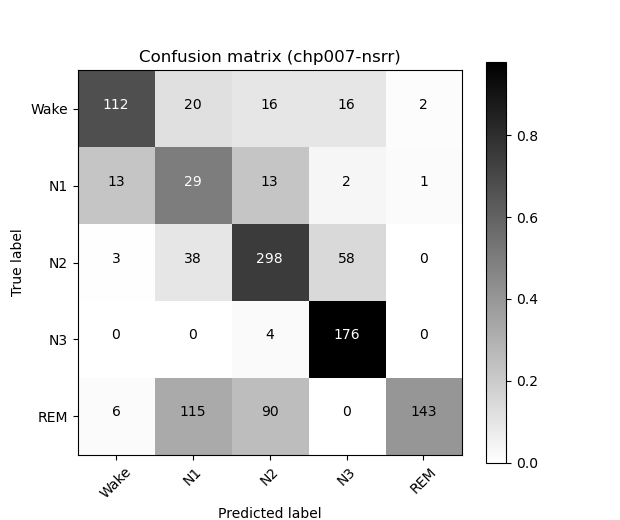 Confusion matrix (chp007-nsrr)
Wake 112 20 16 16 2
N1 13 29 13 2 1
N2 3 38 298 58 0
N3 0 0 4 176 0
REM 6 115 90 0 143
Wake N1 N2 N3 REM
Predicted label
True label
0.8
0.6
0.4
0.2
0.0